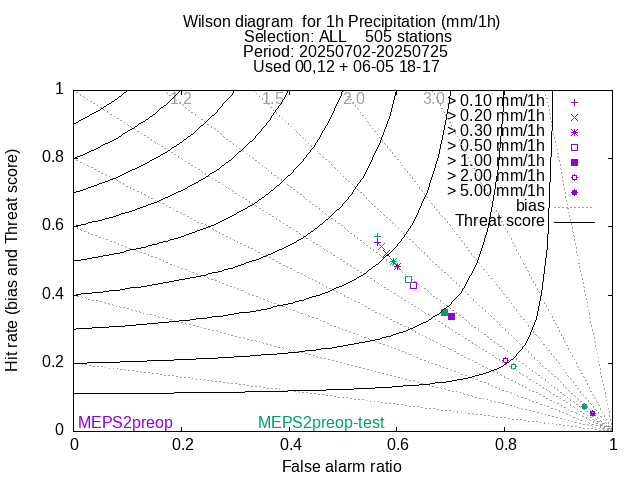 Wilson diagram  for 1h Precipitation (mm/1h)
Selection: ALL    505 stations
Period: 20250702-20250725
Used 00,12 + 06-05 18-17
1.2 1.5 2.0 3.0
> 0.10 mm/1h
> 0.20 mm/1h
> 0.30 mm/1h
> 0.50 mm/1h
> 1.00 mm/1h
> 2.00 mm/1h
> 5.00 mm/1h
bias
Threat score
Hit rate (bias and Threat score)
1
0.8
0.6
0.4
0.2
0
MEPS2preop MEPS2preop-test
0 0.2 0.4 0.6 0.8 1
False alarm ratio